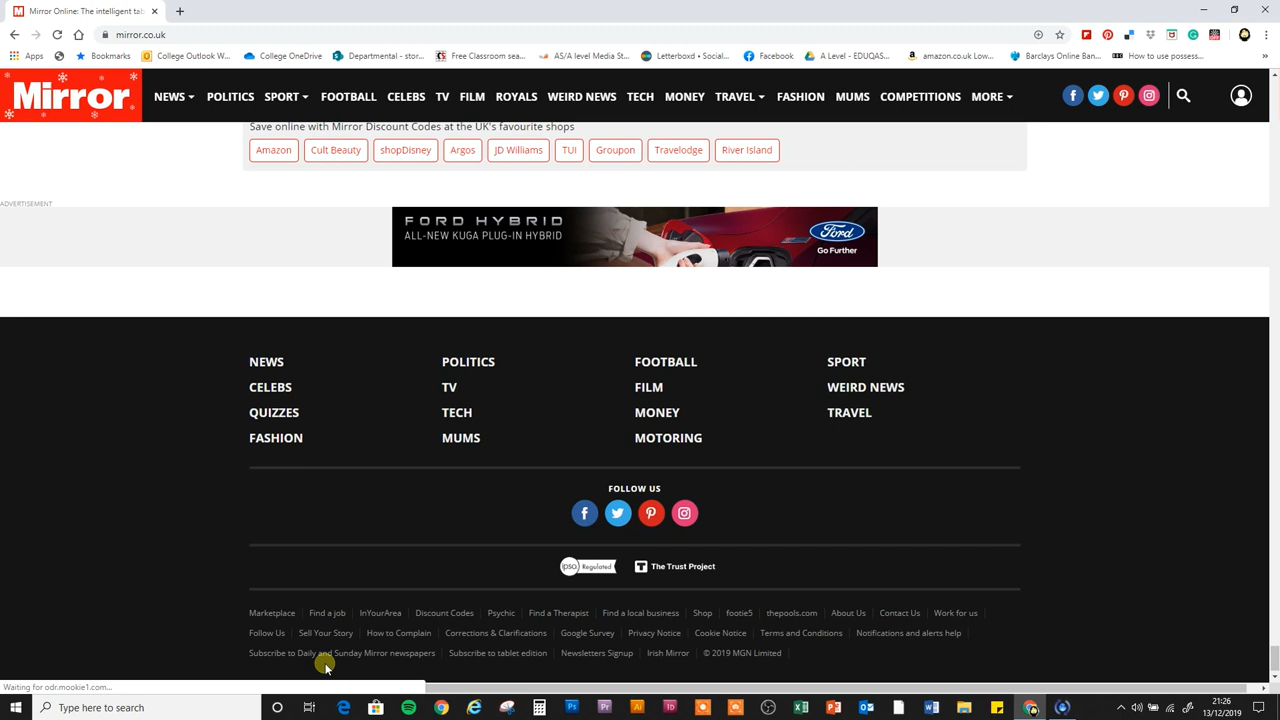 Mirror Online: The intelligent tab
mirror.co.uk
Apps
Bookmarks
College Outlook W...
College OneDrive
Departmental - stor...
Free Classroom sea...
AS/A level Media St...
Letterboxd • Social...
Facebook
A Level - EDUQAS...
amazon.co.uk Low...
Barclays Online Ban...
How to use possess...
Mirror
NEWS POLITICS SPORT FOOTBALL CELEBS TV FILM ROYALS WEIRD NEWS TECH MONEY TRAVEL FASHION MUMS COMPETITIONS MORE
Save online with Mirror Discount Codes at the UK's favourite shops
Amazon Cult Beauty shopDisney Argos JD Williams TUI Groupon Travelodge River Island
ADVERTISEMENT
FORD HYBRID
ALL-NEW KUGA PLUG-IN HYBRID
Ford
Go Further
NEWS POLITICS FOOTBALL SPORT
CELEBS TV FILM WEIRD NEWS
QUIZZES TECH MONEY TRAVEL
FASHION MUMS MOTORING
FOLLOW US
ipso. Regulated
The Trust Project
Marketplace Find a job InYourArea Discount Codes Psychic Find a Therapist Find a local business Shop footie5 thepools.com About Us Contact Us Work for us
Follow Us Sell Your Story How to Complain Corrections & Clarifications Google Survey Privacy Notice Cookie Notice Terms and Conditions Notifications and alerts help
Subscribe to Daily and Sunday Mirror newspapers Subscribe to tablet edition Newsletters Signup Irish Mirror © 2019 MGN Limited
Waiting for odr.mookie1.com...
Type here to search
21:26
13/12/2019